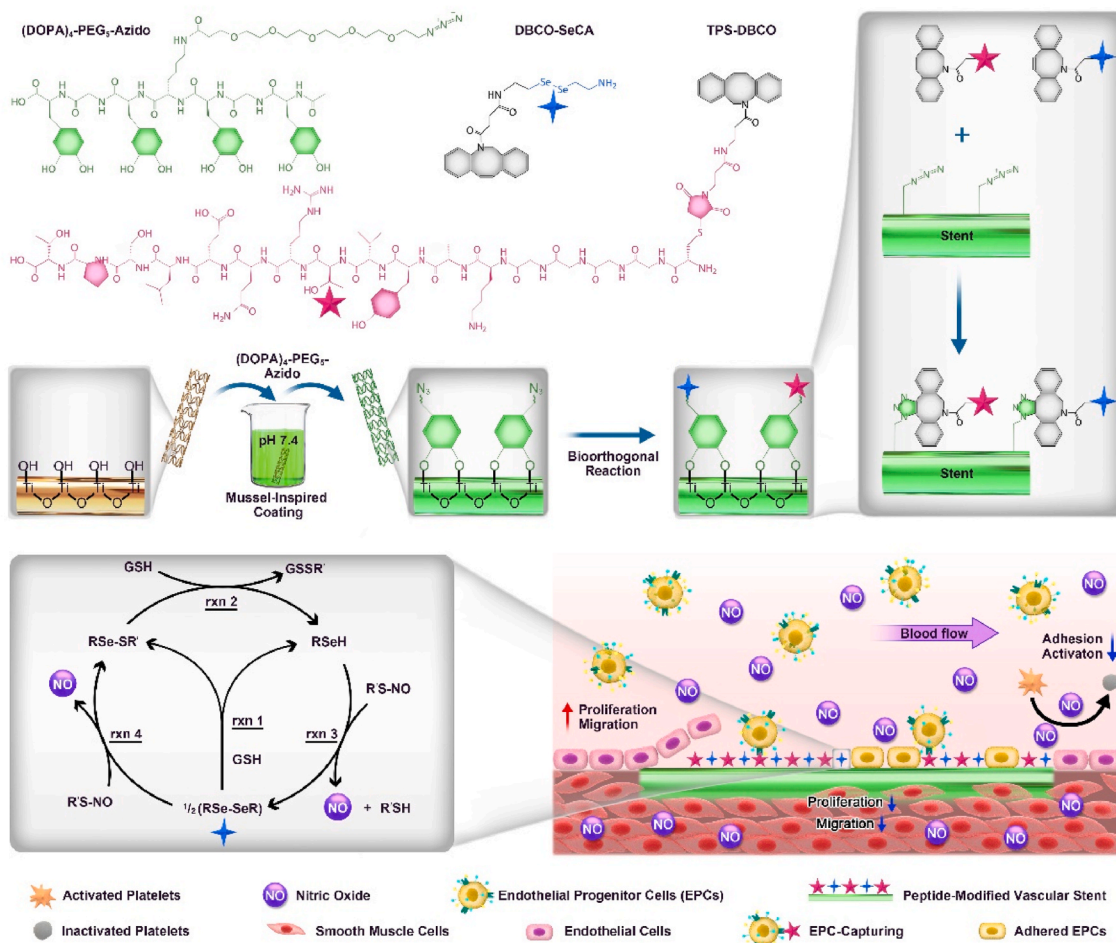 (DOPA)4-PEG5-Azido
DBCO-SeCA
TPS-DBCO
+
Stent
Stent
(DOPA)4-PEG5-
Azido
pH 7.4
Mussel-Inspired
Coating
Bioorthogonal
Reaction
GSH
GSSR'
rxn 2
RSe-SR'
RSeH
NO
R'S-NO
rxn 1
rxn 4
rxn 3
GSH
R'S-NO
1/2 (RSe-SeR)
NO + R'SH
Blood flow
Adhesion
Activaton
Proliferation
Migration
Proliferation
Migration
Activated Platelets
Nitric Oxide
Endothelial Progenitor Cells (EPCs)
Peptide-Modified Vascular Stent
Inactivated Platelets
Smooth Muscle Cells
Endothelial Cells
EPC-Capturing
Adhered EPCs